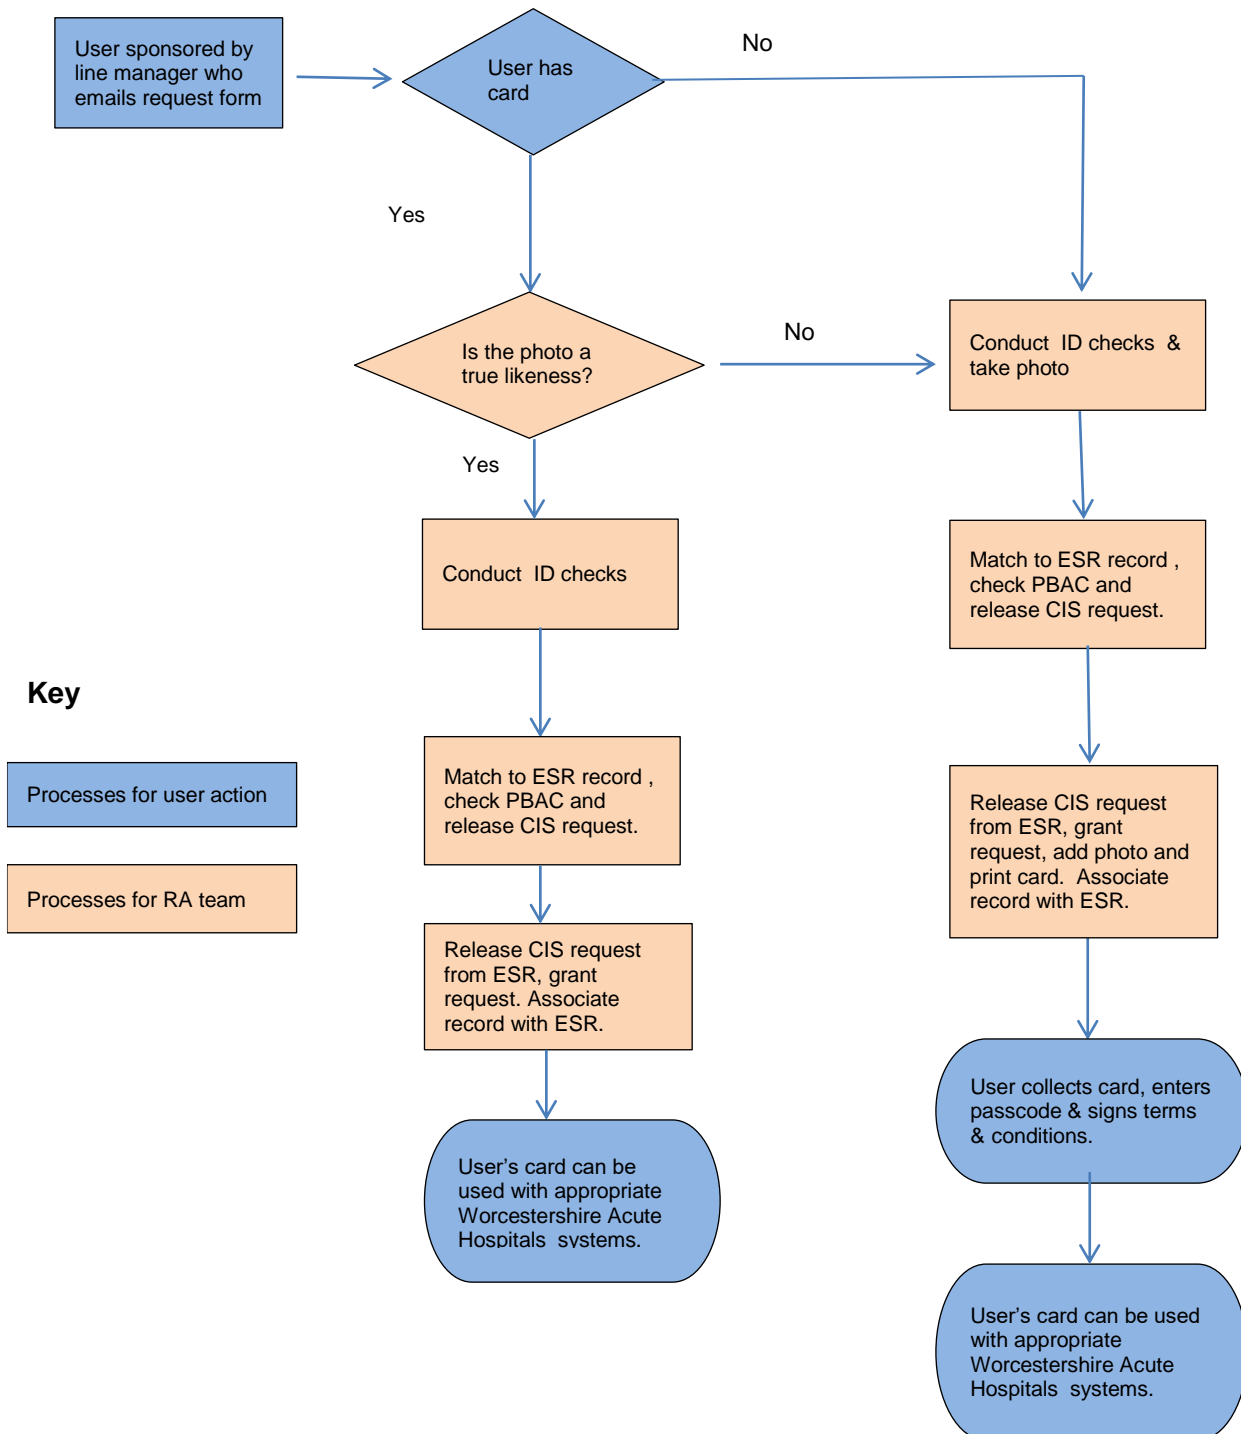 User sponsored by
line manager who
emails request form
User has
card
No
Yes
Is the photo a
true likeness?
No
Conduct ID checks &
take photo
Yes
Conduct ID checks
Match to ESR record ,
check PBAC and
release CIS request.
Key
Processes for user action
Processes for RA team
Match to ESR record ,
check PBAC and
release CIS request.
Release CIS request
from ESR, grant
request, add photo and
print card. Associate
record with ESR.
Release CIS request
from ESR, grant
request. Associate
record with ESR.
User collects card, enters
passcode & signs terms
& conditions.
User’s card can be
used with appropriate
Worcestershire Acute
Hospitals systems.
User’s card can be used
with appropriate
Worcestershire Acute
Hospitals systems.